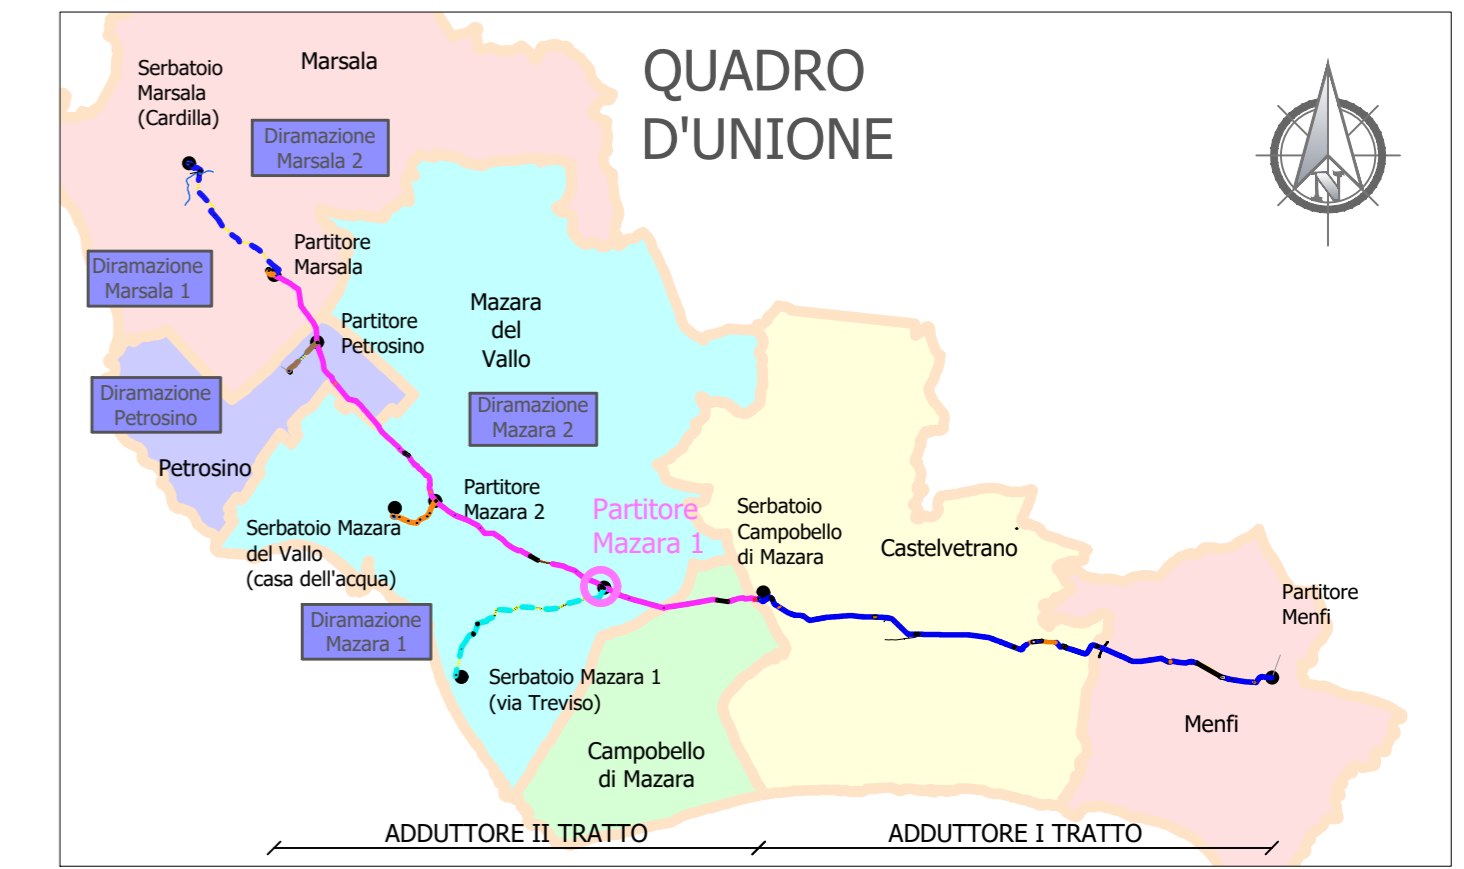 QUADRO
D'UNIONE
Marsala
Serbatoio
Marsala
(Cardilla)
Diramazione
Marsala 2
N
Partitore
Marsala
Diramazione
Marsala 1
Mazara
del
Vallo
Partitore
Petrosino
Diramazione
Petrosino
Diramazione
Mazara 2
Petrosino
Partitore
Mazara 2
Serbatoio Mazara
del Vallo
(casa dell'acqua)
Partitore
Mazara 1
Serbatoio
Campobello
di Mazara
Castelvetrano
Partitore
Menfi
Diramazione
Mazara 1
Serbatoio Mazara 1
(via Treviso)
Menfi
Campobello
di Mazara
ADDUTTORE II TRATTO
ADDUTTORE I TRATTO